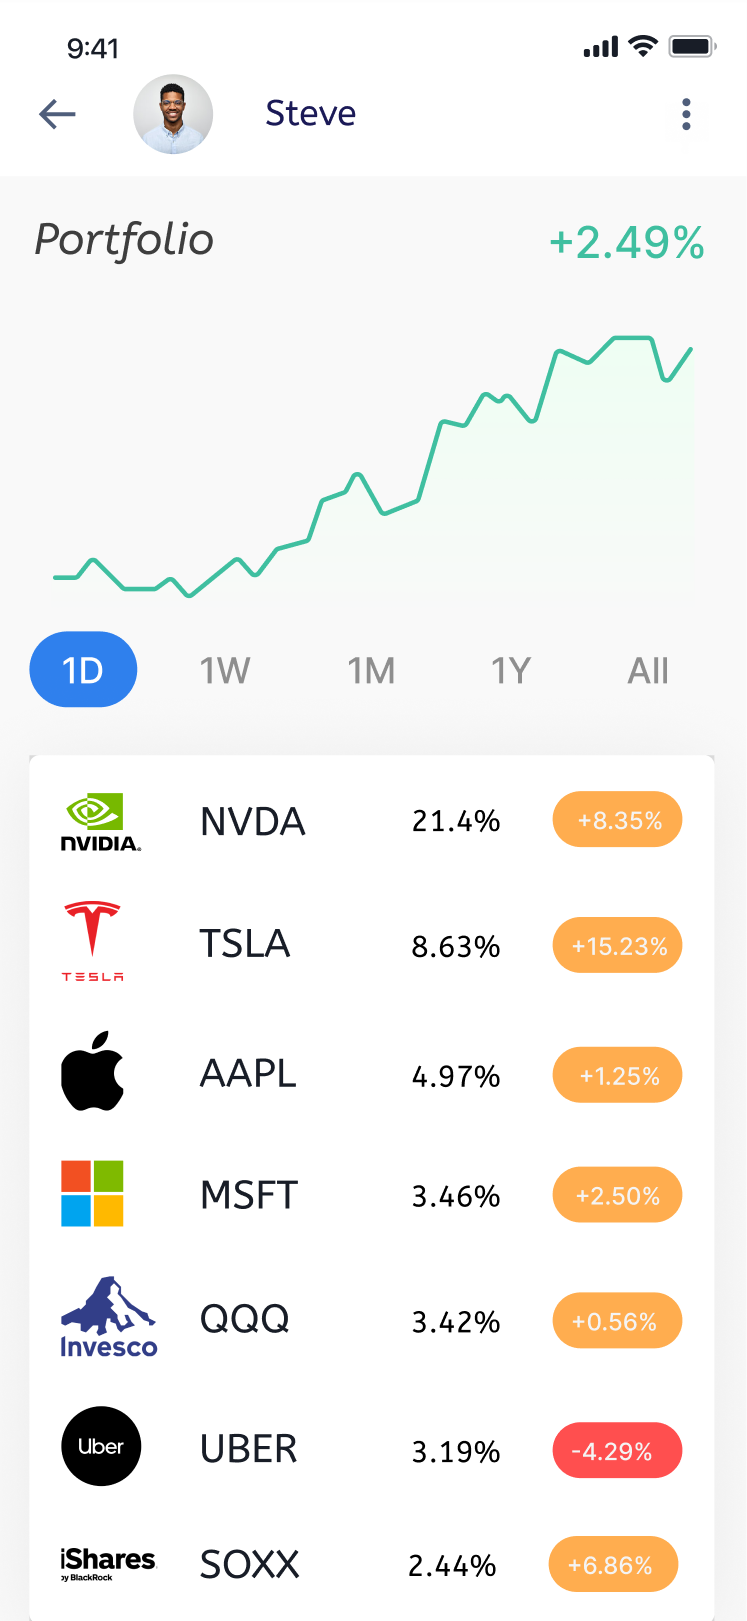 9:41
Steve
Portfolio +2.49%
1D 1W 1M 1Y All
NVIDIA. NVDA 21.4% +8.35%
TESLA TSLA 8.63% +15.23%
AAPL 4.97% +1.25%
MSFT 3.46% +2.50%
Invesco QQQ 3.42% +0.56%
Uber UBER 3.19% -4.29%
iShares. SOXX 2.44% +6.86%
by BlackRock